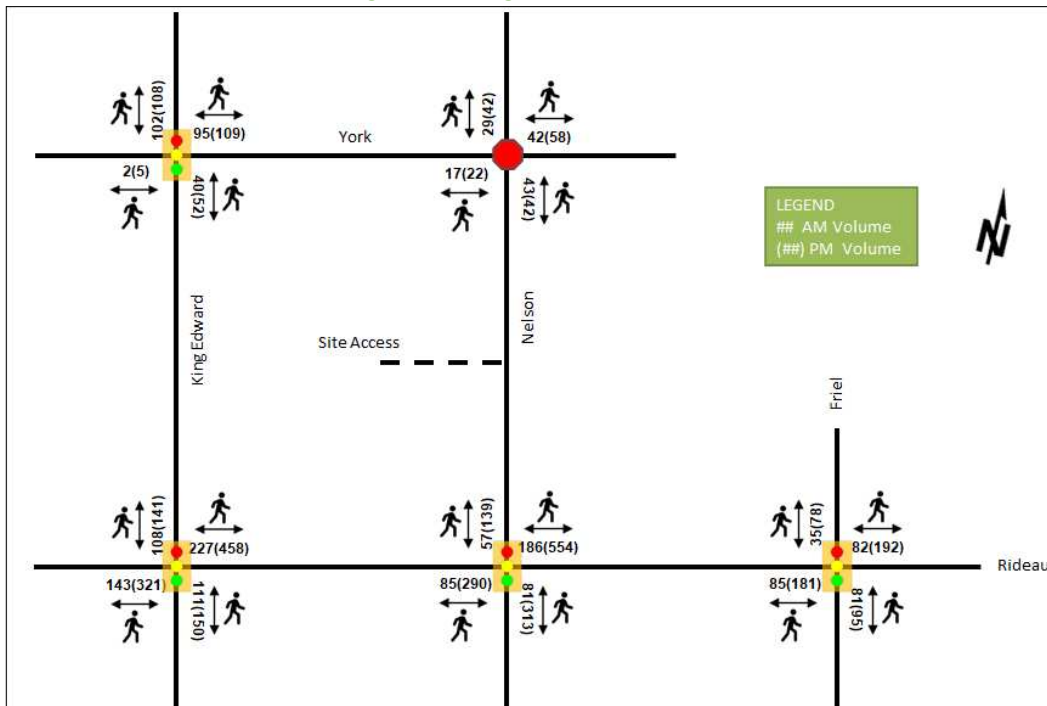 102(108)
95(109)
29(42)
42(58)
York
2(5)
40(25)
17(22)
43(42)
LEGEND
## AM Volume
(##) PM Volume
N
King Edward
Nelson
Site Access
Friel
108(141)
227(458)
57(139)
186(554)
35(78)
82(192)
Rideau
143(321)
111(150)
85(290)
81(313)
85(181)
81(95)